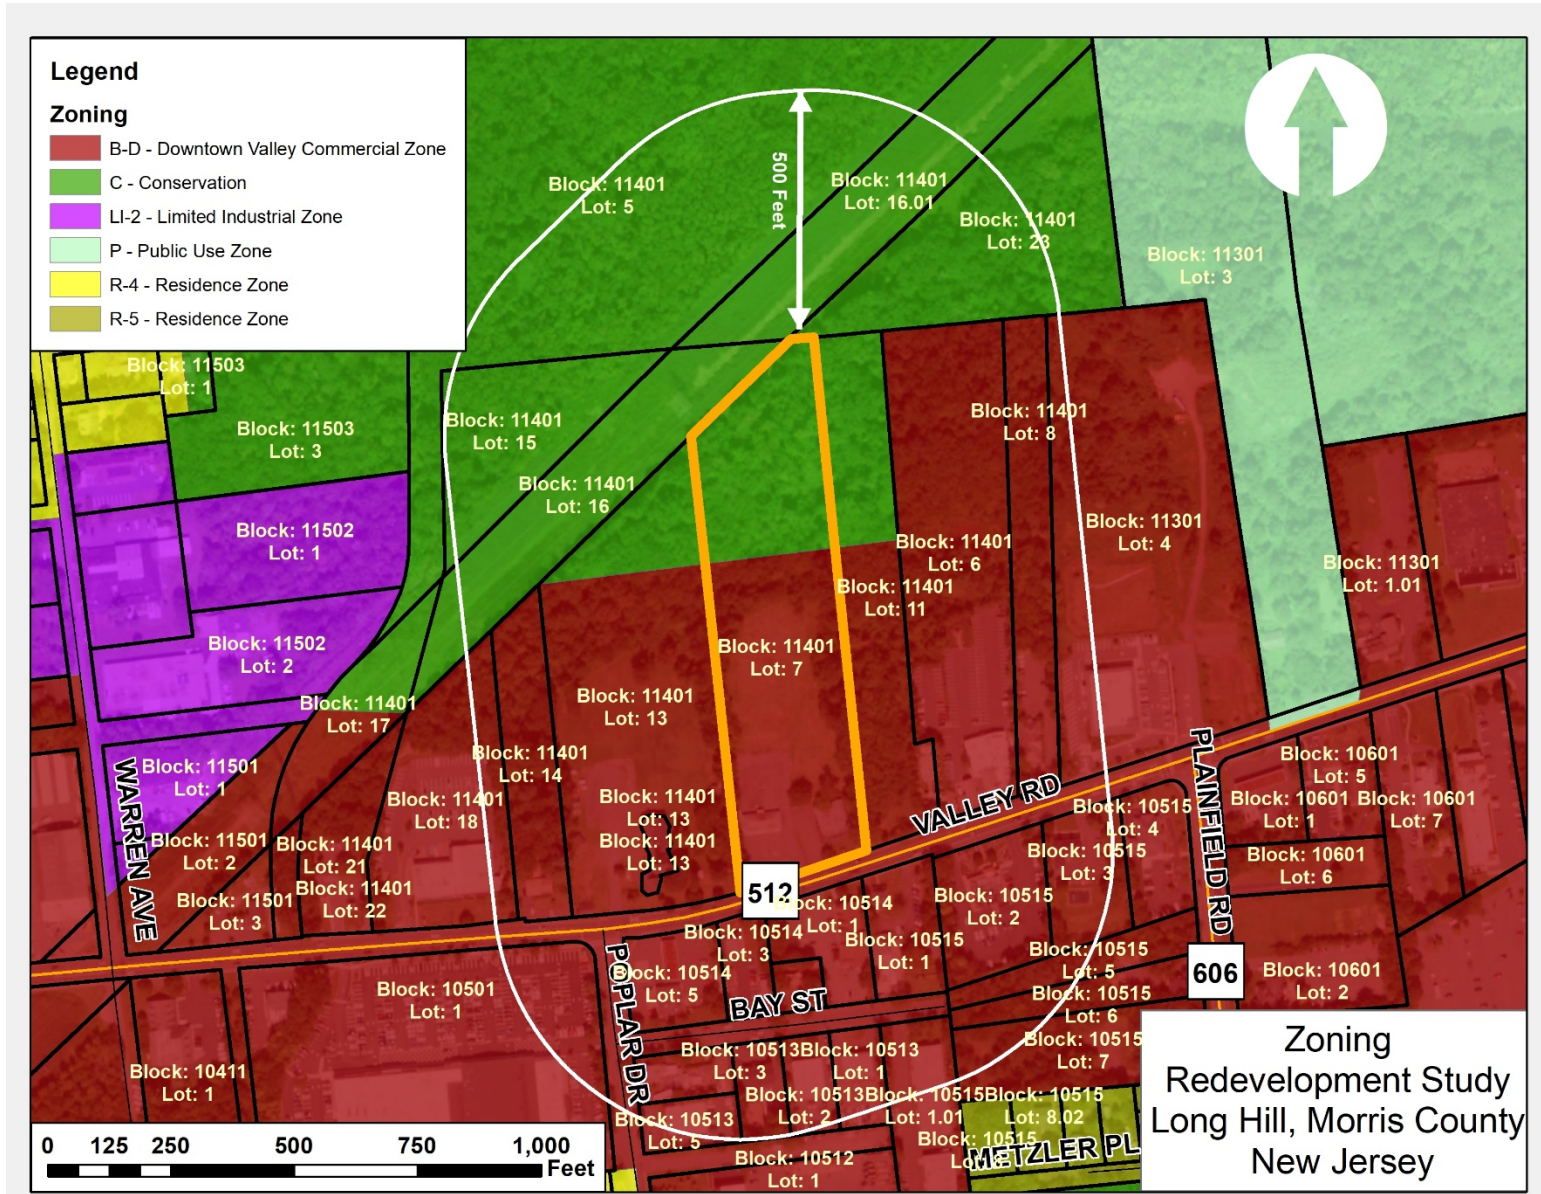 Legend
Zoning
B-D - Downtown Valley Commercial Zone
C - Conservation
LI-2 - Limited Industrial Zone
P - Public Use Zone
R-4 - Residence Zone
R-5 - Residence Zone
500 Feet
Block: 11401
Lot: 5
Block: 11401
Lot: 16.01
Block: 11401
Lot: 23
Block: 11301
Lot: 3
Block: 11503
Lot: 1
Block: 11503
Lot: 3
Block: 11401
Lot: 15
Block: 11401
Lot: 8
Block: 11401
Lot: 16
Block: 11502
Lot: 1
Block: 11301
Lot: 4
Block: 11401
Lot: 6
Block: 11401
Lot: 11
Block: 11301
Lot: 1.01
Block: 11502
Lot: 2
Block: 11401
Lot: 7
Block: 11401
Lot: 17
Block: 11401
Lot: 13
Block: 11401
Lot: 14
Block: 11501
Lot: 1
Block: 11401
Lot: 18
Block: 11401
Lot: 13
Block: 11401
Lot: 13
WARREN AVE
VALLEY RD
PLAINFIELD RD
Block: 10601
Lot: 5
Block: 10601
Lot: 1
Block: 10601
Lot: 7
Block: 10515
Lot: 4
Block: 10515
Lot: 3
Block: 10601
Lot: 6
Block: 11501
Lot: 2
Block: 11401
Lot: 21
Block: 11401
Lot: 22
Block: 11501
Lot: 3
512
Block: 10514
Lot: 1
Block: 10515
Lot: 2
Block: 10514
Lot: 3
Block: 10515
Lot: 1
Block: 10515
Lot: 5
Block: 10514
Lot: 5
606
Block: 10601
Lot: 2
Block: 10501
Lot: 1
POPLAR DR
BAY ST
Block: 10515
Lot: 6
Block: 10515
Lot: 7
Block: 10513
Lot: 3
Block: 10513
Lot: 1
Block: 10411
Lot: 1
Block: 10513
Lot: 2
Block: 10515
Lot: 1.01
Block: 10515
Lot: 8.02
Block: 10513
Lot: 5
Block: 10515
METZLER PL
Block: 10512
Lot: 1
0 125 250 500 750 1,000
Feet
Zoning
Redevelopment Study
Long Hill, Morris County
New Jersey